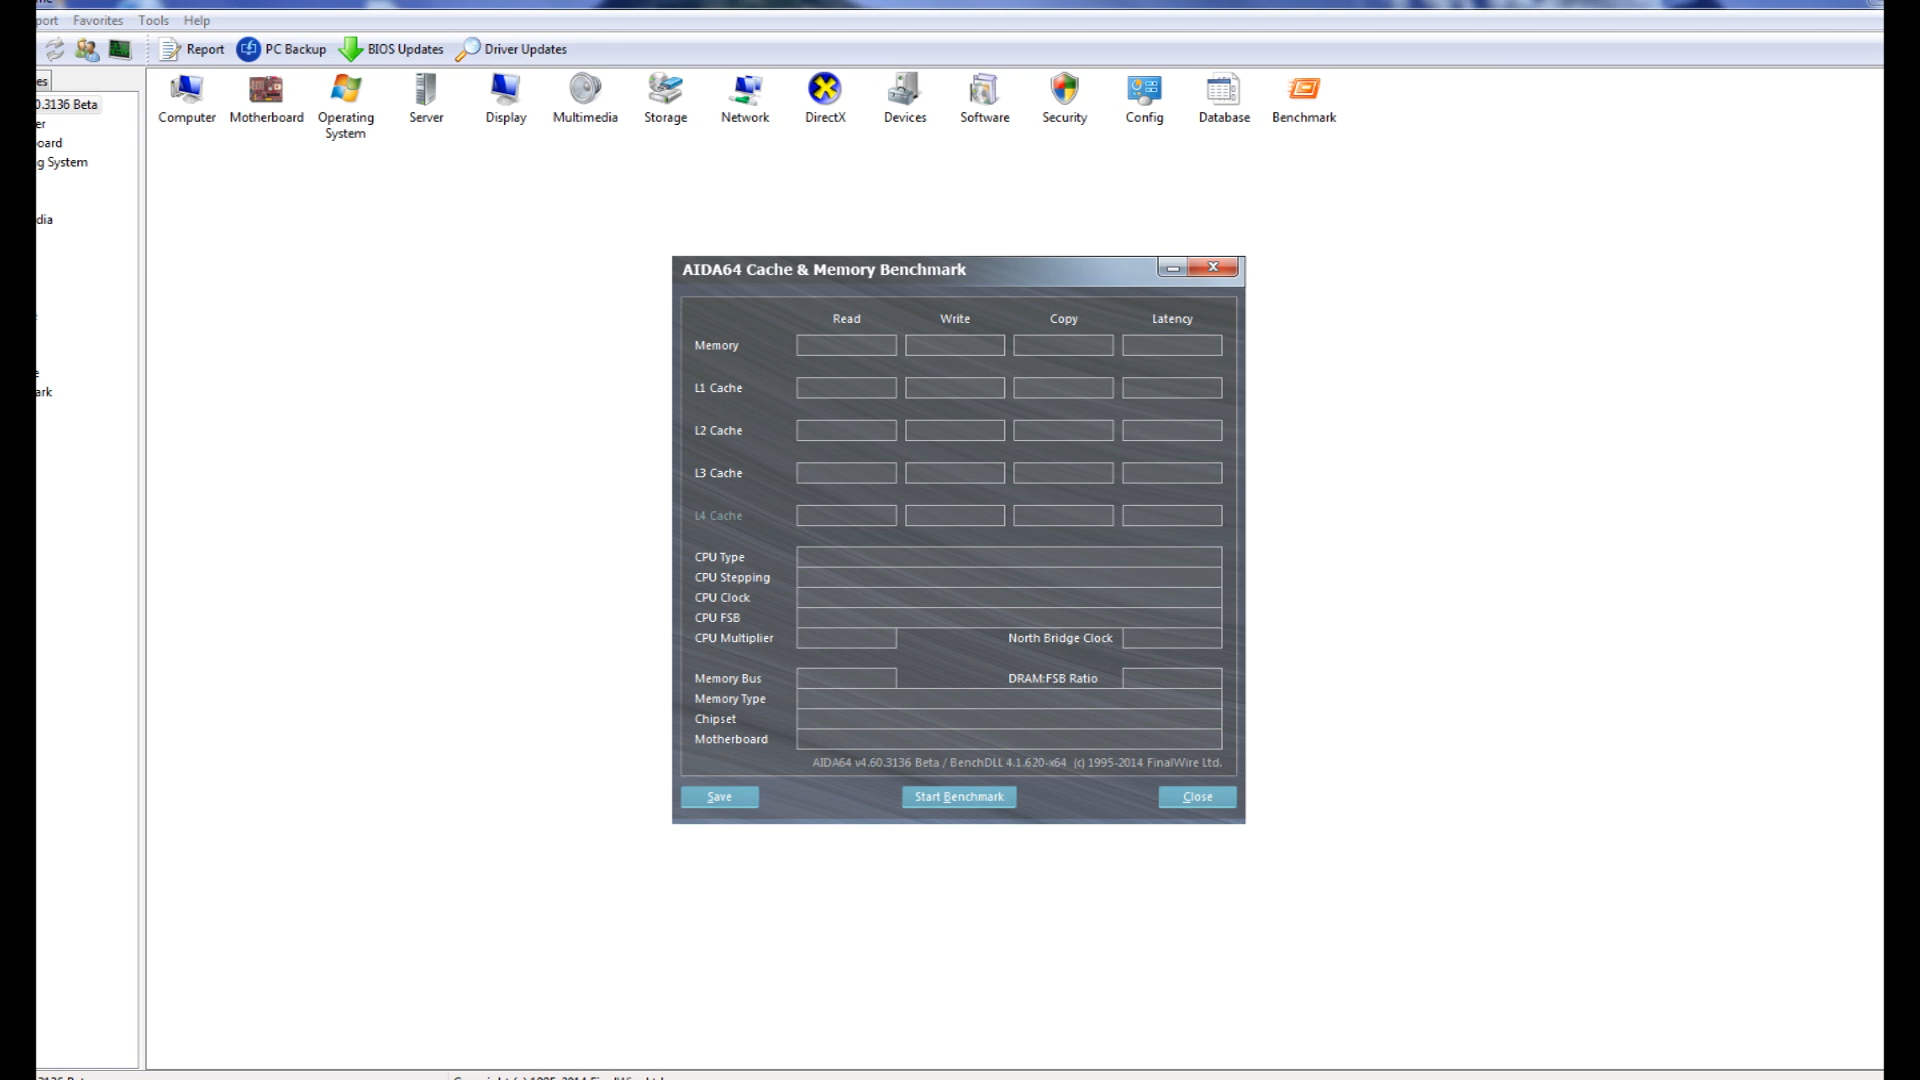 port Favorites Tools Help
Report PC Backup BIOS Updates Driver Updates
es
0.3136 Beta
er
oard
g System
dia
e
ark
Computer Motherboard Operating System Server Display Multimedia Storage Network DirectX Devices Software Security Config Database Benchmark
AIDA64 Cache & Memory Benchmark
Read Write Copy Latency
Memory
L1 Cache
L2 Cache
L3 Cache
L4 Cache
CPU Type
CPU Stepping
CPU Clock
CPU FSB
CPU Multiplier North Bridge Clock
Memory Bus DRAM:FSB Ratio
Memory Type
Chipset
Motherboard
AIDA64 v4.60.3136 Beta / BenchDLL 4.1.620-x64 (c) 1995-2014 FinalWire Ltd.
Save Start Benchmark Close